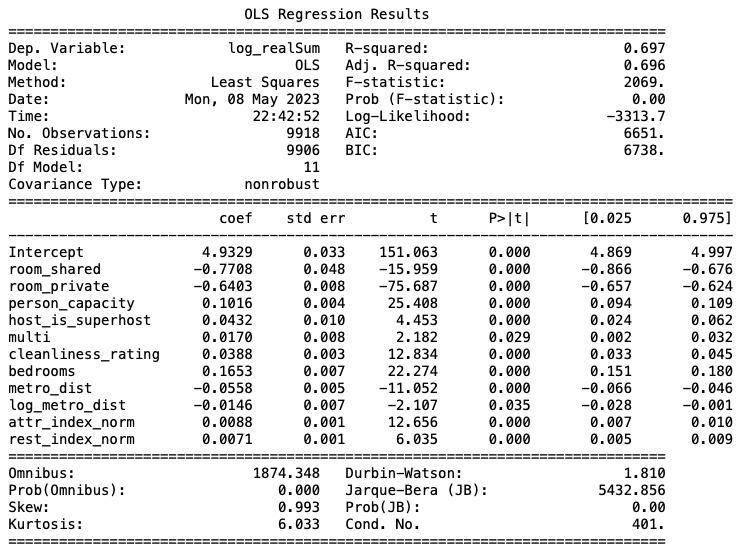 OLS Regression Results
==============================================================================
Dep. Variable: log_realSum R-squared: 0.697
Model: OLS Adj. R-squared: 0.696
Method: Least Squares F-statistic: 2069.
Date: Mon, 08 May 2023 Prob (F-statistic): 0.00
Time: 22:42:52 Log-Likelihood: -3313.7
No. Observations: 9918 AIC: 6651.
Df Residuals: 9906 BIC: 6738.
Df Model: 11
Covariance Type: nonrobust
======================================================================================
coef std err t P>|t| [0.025 0.975]
--------------------------------------------------------------------------------------
Intercept 4.9329 0.033 151.063 0.000 4.869 4.997
room_shared -0.7708 0.048 -15.959 0.000 -0.866 -0.676
room_private -0.6403 0.008 -75.687 0.000 -0.657 -0.624
person_capacity 0.1016 0.004 25.408 0.000 0.094 0.109
host_is_superhost 0.0432 0.010 4.453 0.000 0.024 0.062
multi 0.0170 0.008 2.182 0.029 0.002 0.032
cleanliness_rating 0.0388 0.003 12.834 0.000 0.033 0.045
bedrooms 0.1653 0.007 22.274 0.000 0.151 0.180
metro_dist -0.0558 0.005 -11.052 0.000 -0.066 -0.046
log_metro_dist -0.0146 0.007 -2.107 0.035 -0.028 -0.001
attr_index_norm 0.0088 0.001 12.656 0.000 0.007 0.010
rest_index_norm 0.0071 0.001 6.035 0.000 0.005 0.009
==============================================================================
Omnibus: 1874.348 Durbin-Watson: 1.810
Prob(Omnibus): 0.000 Jarque-Bera (JB): 5432.856
Skew: 0.993 Prob(JB): 0.00
Kurtosis: 6.033 Cond. No. 401.
==============================================================================